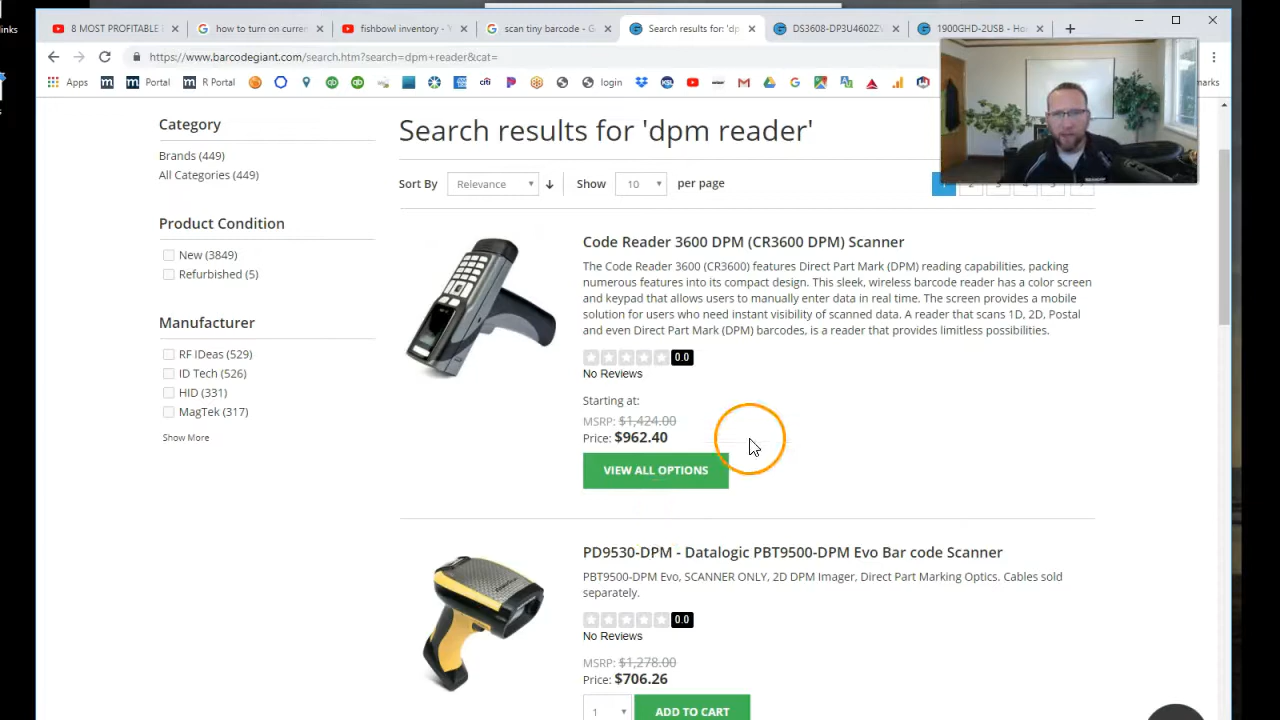 links
8 MOST PROFITABLE
how to turn on curren
fishbowl inventory - Y
scan tiny barcode - G
Search results for 'dp
DS3608-DP3U4602Z
1900GHD-2USB - Ho
https://www.barcodegiant.com/search.htm?search=dpm+reader&cat=
Apps
Portal
R Portal
citi
login
KSL
marks
Category
Brands (449)
All Categories (449)
Product Condition
New (3849)
Refurbished (5)
Manufacturer
RF IDeas (529)
ID Tech (526)
HID (331)
MagTek (317)
Show More
Search results for 'dpm reader'
Sort By Relevance Show 10 per page
1 2 3 4 5
Code Reader 3600 DPM (CR3600 DPM) Scanner
The Code Reader 3600 (CR3600) features Direct Part Mark (DPM) reading capabilities, packing
numerous features into its compact design. This sleek, wireless barcode reader has a color screen
and keypad that allows users to manually enter data in real time. The screen provides a mobile
solution for users who need instant visibility of scanned data. A reader that scans 1D, 2D, Postal
and even Direct Part Mark (DPM) barcodes, is a reader that provides limitless possibilities.
0.0
No Reviews
Starting at:
MSRP: $1,424.00
Price: $962.40
VIEW ALL OPTIONS
PD9530-DPM - Datalogic PBT9500-DPM Evo Bar code Scanner
PBT9500-DPM Evo, SCANNER ONLY, 2D DPM Imager, Direct Part Marking Optics. Cables sold
separately.
0.0
No Reviews
MSRP: $1,278.00
Price: $706.26
1 ADD TO CART